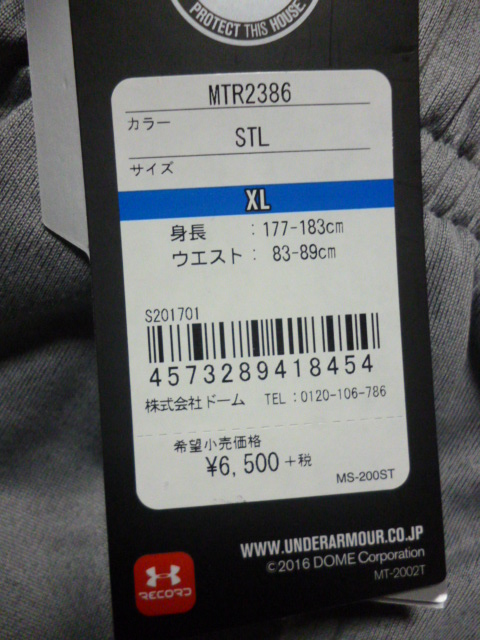 PROTECT THIS HOUSE.
MTR2386
カラー
STL
サイズ
XL
身長 : 177-183cm
ウエスト : 83-89cm
S201701
4573289418454
株式会社ドーム TEL : 0120-106-786
希望小売価格
¥6,500 +税
MS-200ST
WWW.UNDERARMOUR.CO.JP
©2016 DOME Corporation
MT-2002T
RECORD